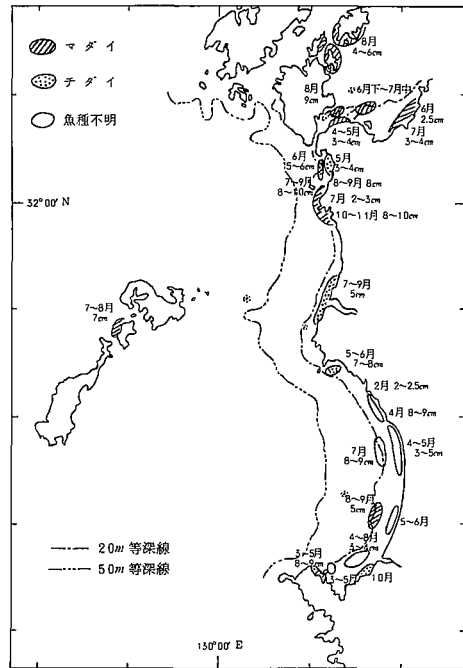 マダイ
チダイ
魚種不明
8月
4~6cm
8月
9cm
6月下~7月中
6月
2.5cm
7月
3~4cm
4~5月
3~4cm
6月
5~6cm
5月
3~4cm
7~9月
8~10cm
8~9月 8cm
32°00' N
7月 2~3cm
10~11月 8~10cm
7~9月
5cm
7~8月
7cm
5~6月
7~8cm
2月 2~2.5cm
4月 8~9cm
4~5月
3~5cm
7月
8~9cm
8~9月
5cm
5~6月
4~8月
3~4cm
3~5月
8~9cm
3~5月
10月
20m 等深線
50m 等深線
130°00' E